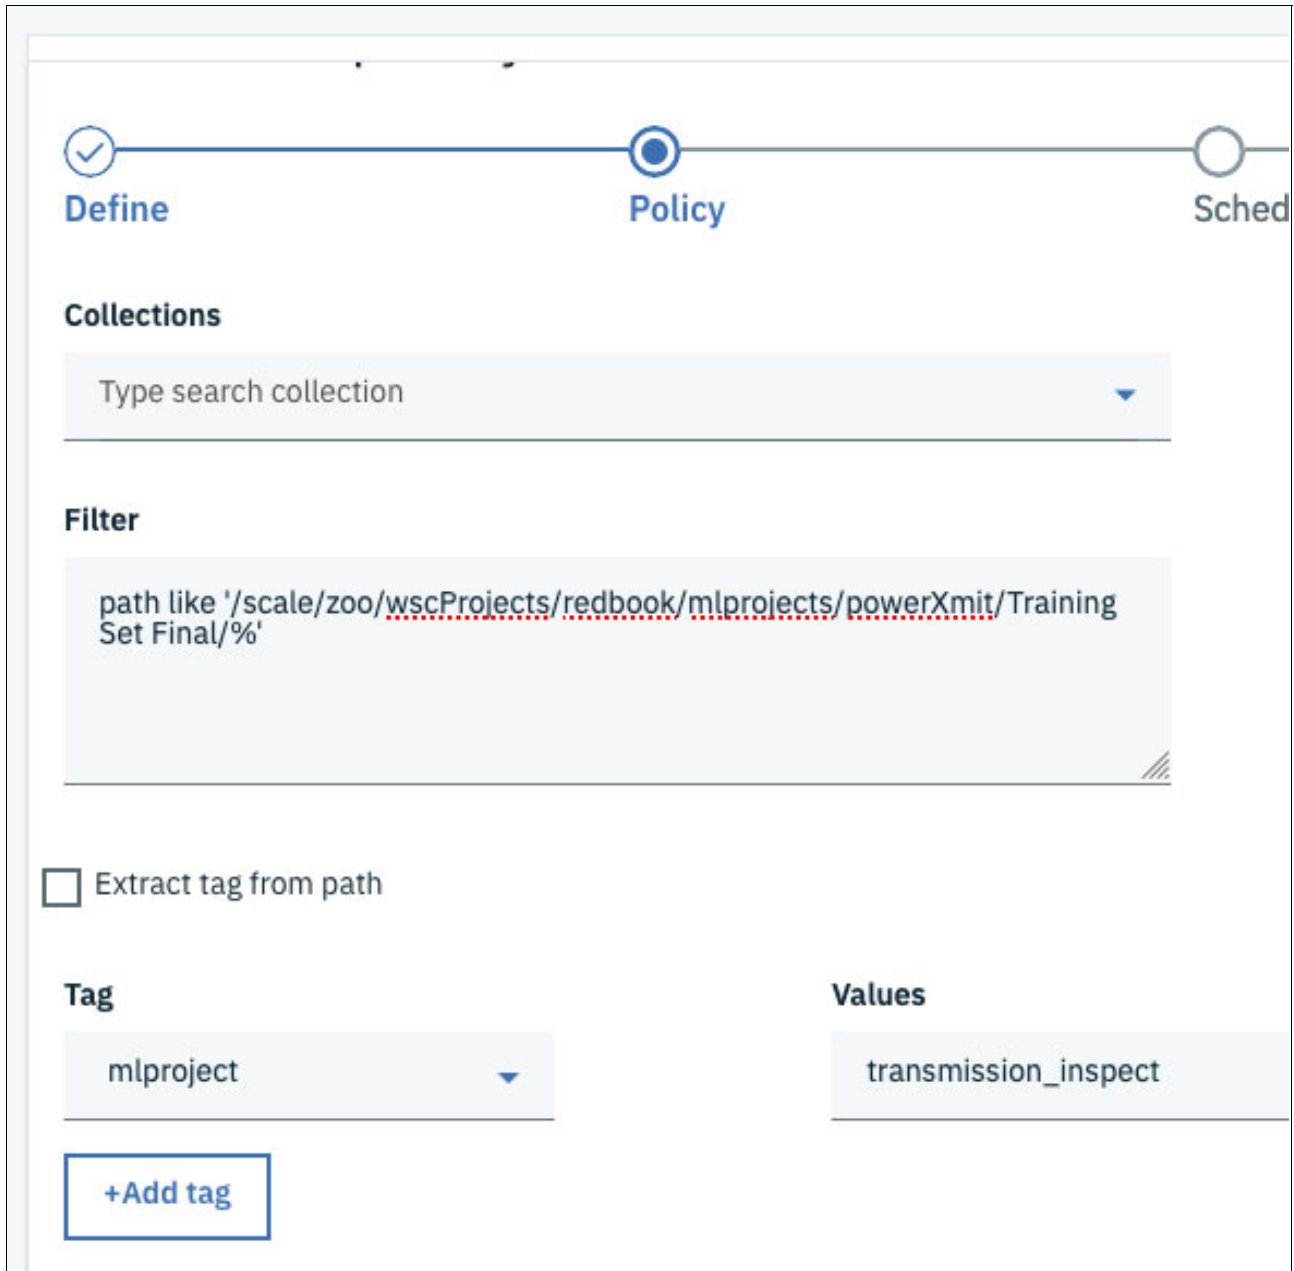 Define
Policy
Sched
Collections
Type search collection
Filter
path like '/scale/zoo/wscProjects/redbook/mlprojects/powerXmit/Training
Set Final/%'
Extract tag from path
Tag
Values
mlproject
transmission_inspect
+Add tag